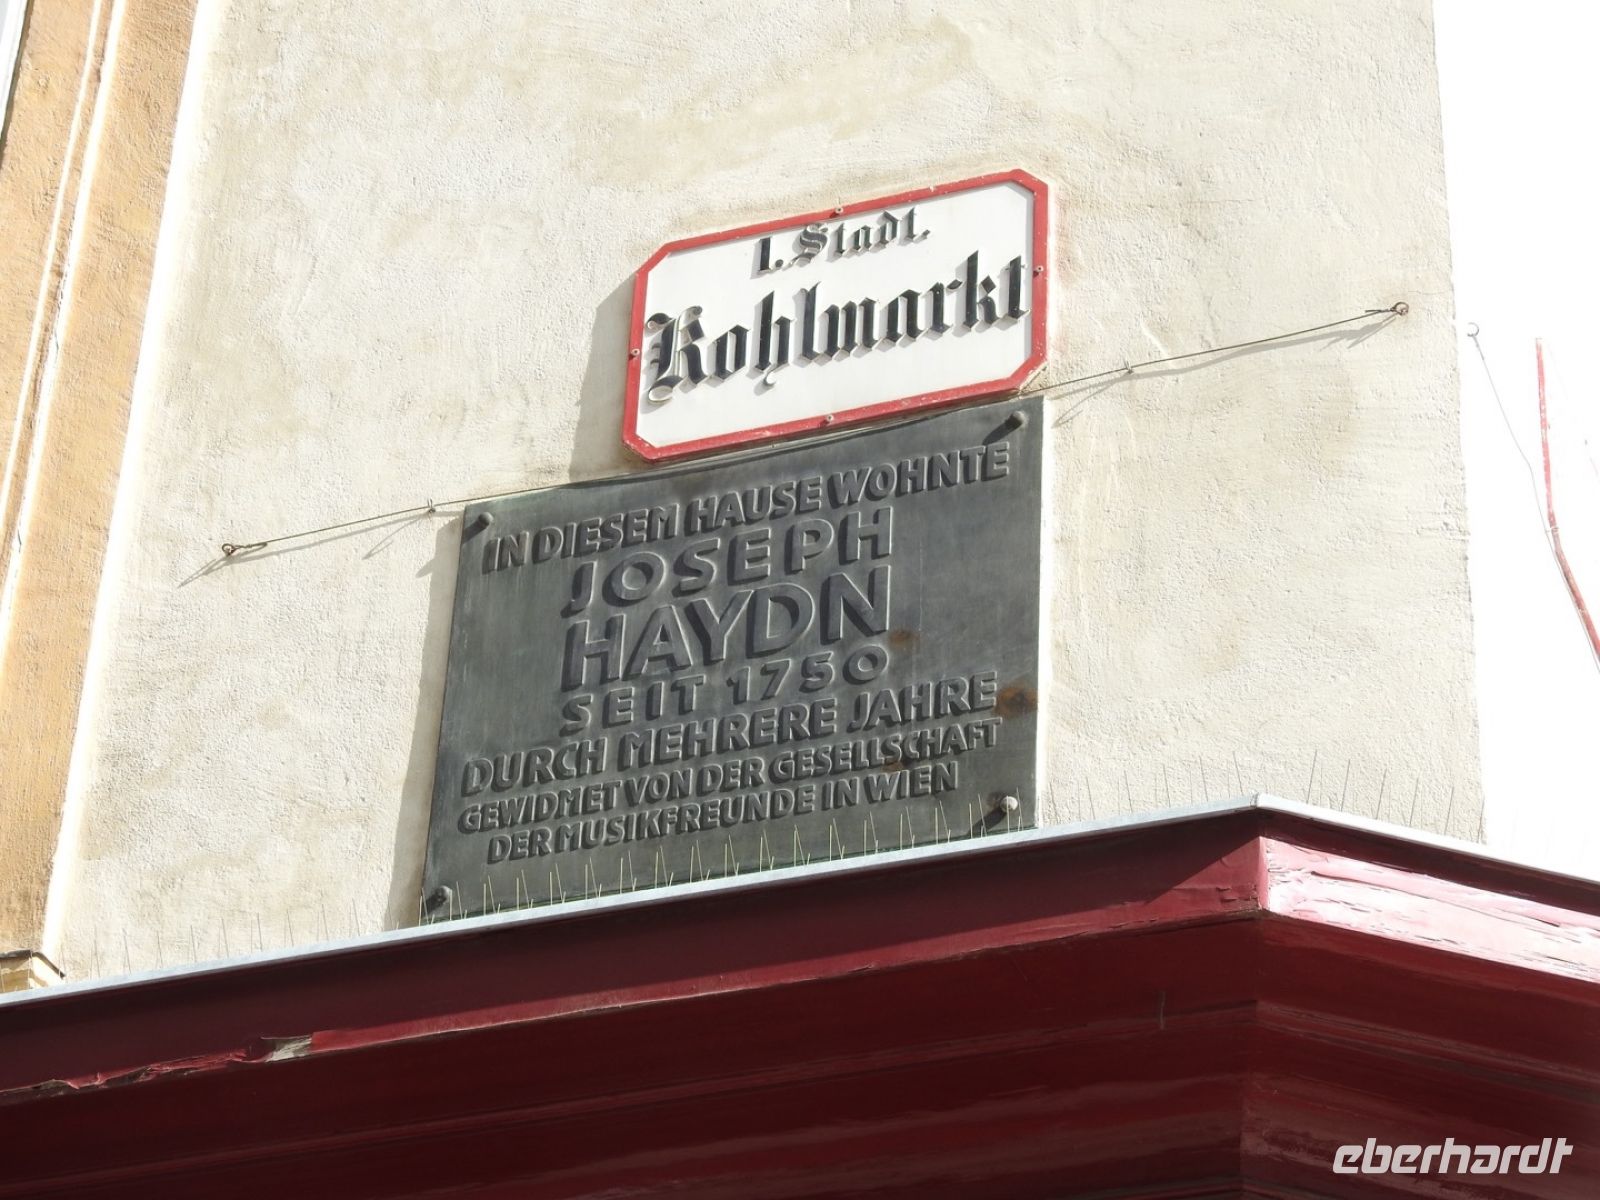 1. Stadt.
Kohlmarkt
IN DIESEM HAUSE WOHNTE
JOSEPH
HAYDN
SEIT 1750
DURCH MEHRERE JAHRE
GEWIDMET VON DER GESELLSCHAFT
DER MUSIKFREUNDE IN WIEN
eberhardt